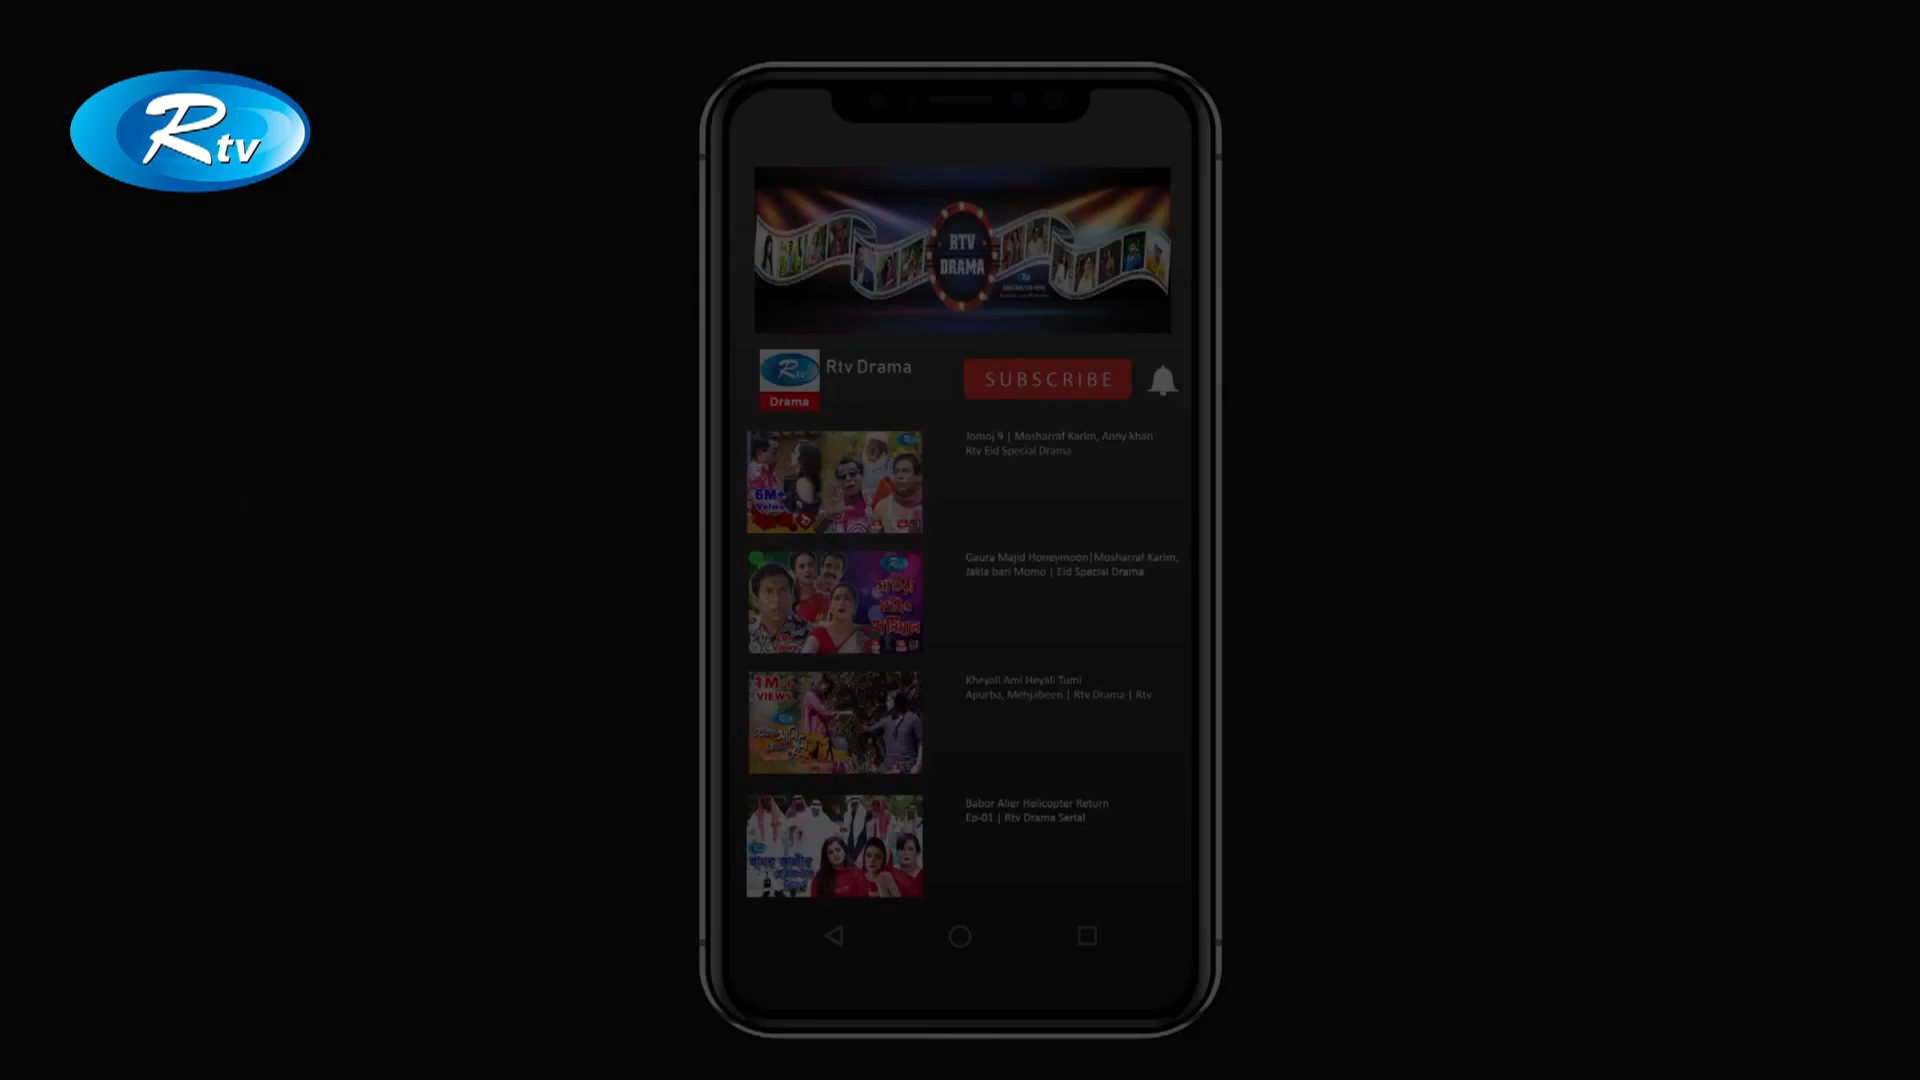 Rtv
RTV
DRAMA
Rtv
Drama
Rtv Drama
SUBSCRIBE
Jomoj 9 | Mosharraf Karim, Anny khan
Rtv Eid Special Drama
6M+
Views
Gaura Majid Honeymoon|Mosharraf Karim,
Jakia bari Momo | Eid Special Drama
Views
Kheyali Ami Heyali Tumi
Apurba, Mehjabeen | Rtv Drama | Rtv
1M+
VIEWS
Babor Alier Helicopter Return
Ep-01 | Rtv Drama Serial